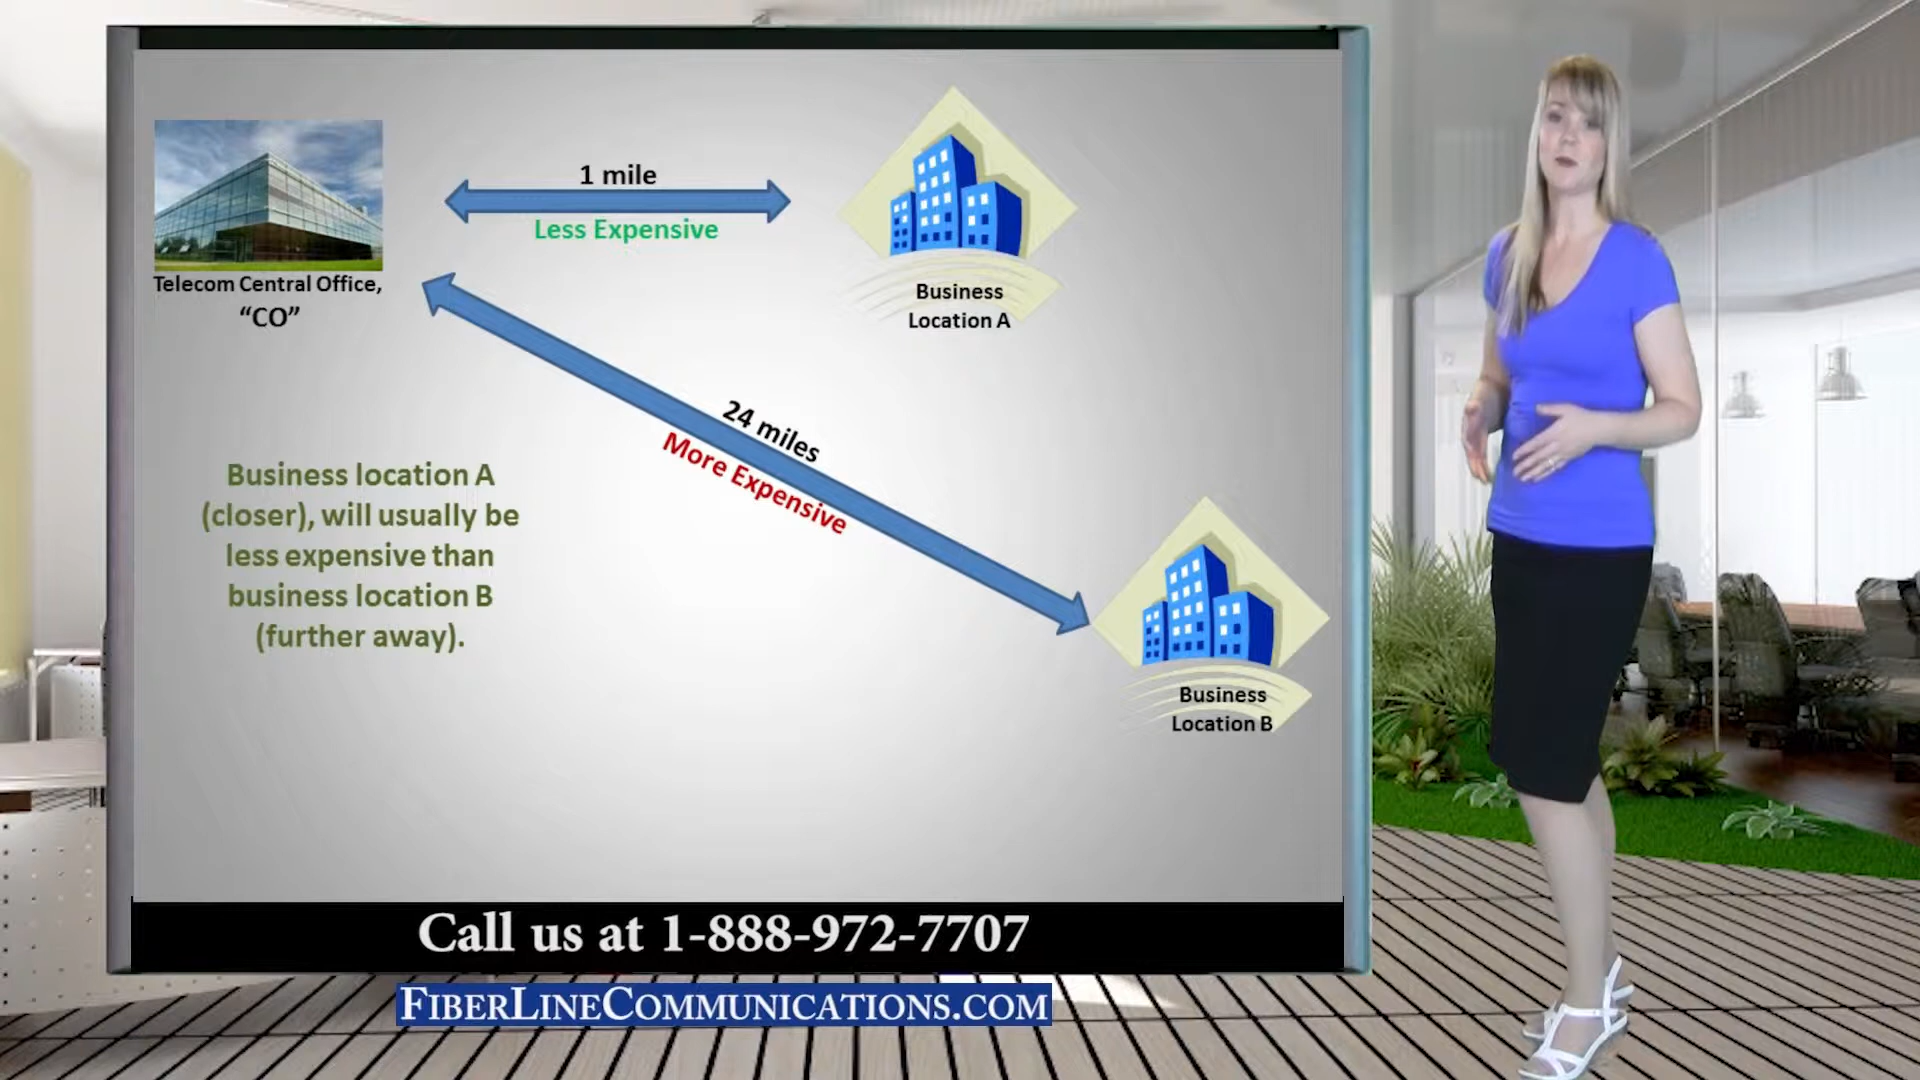 1 mile
Less Expensive
Telecom Central Office,
“CO”
Business
Location A
24 miles
More Expensive
Business location A
(closer), will usually be
less expensive than
business location B
(further away).
Business
Location B
Call us at 1-888-972-7707
FIBERLINECOMMUNICATIONS.COM